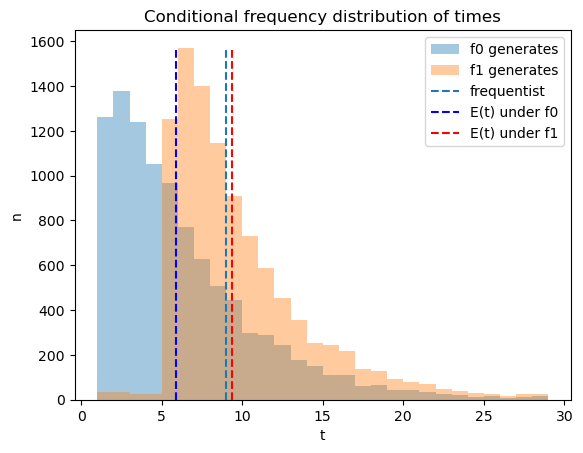 Conditional frequency distribution of times
f0 generates
f1 generates
frequentist
E(t) under f0
E(t) under f1
n
1600
1400
1200
1000
800
600
400
200
0
0 5 10 15 20 25 30
t